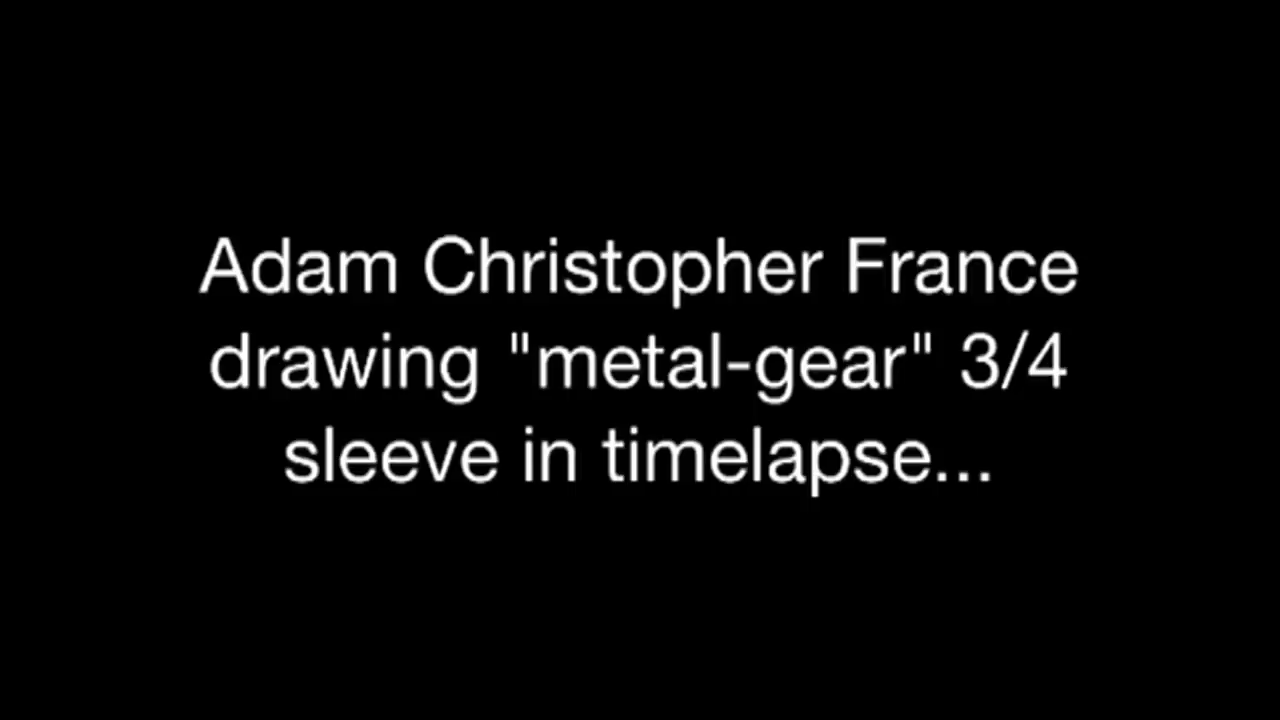 Adam Christopher France
drawing "metal-gear" 3/4
sleeve in timelapse...